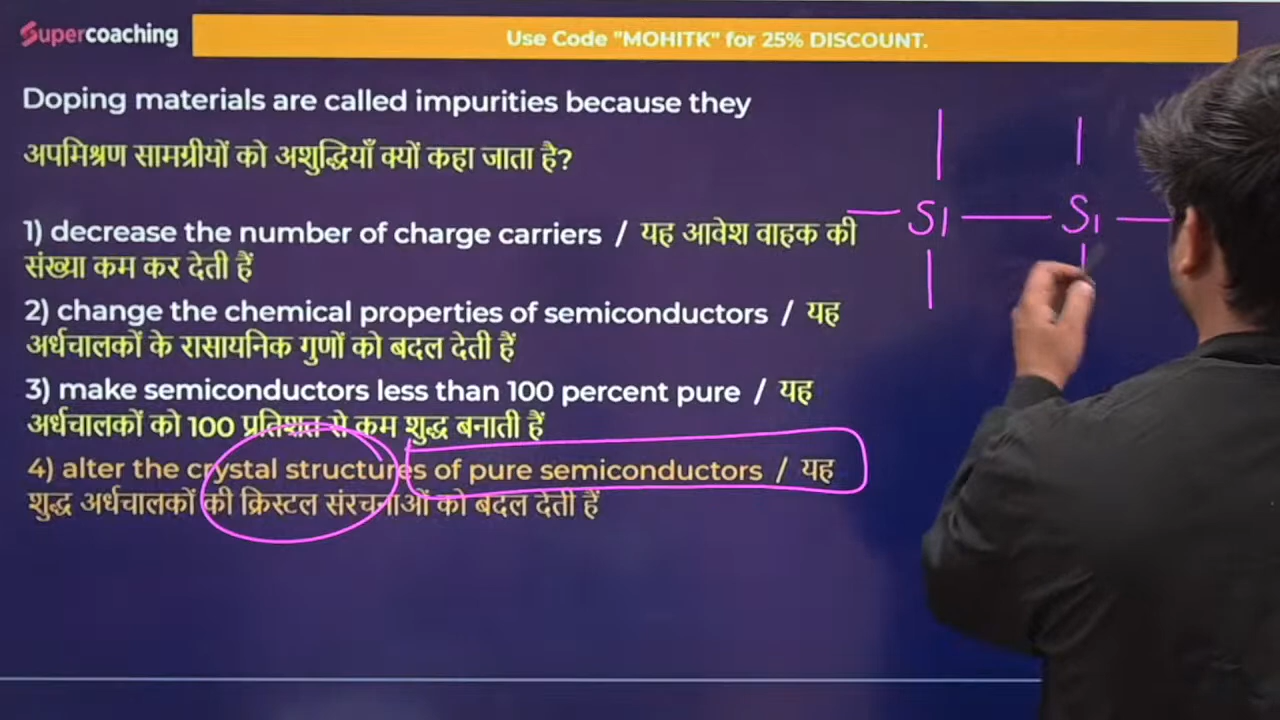 Supercoaching
Use Code "MOHITK" for 25% DISCOUNT.
Doping materials are called impurities because they
अपमिश्रण सामग्रीयों को अशुद्धियाँ क्यों कहा जाता है?
1) decrease the number of charge carriers / यह आवेश वाहक की
संख्या कम कर देती हैं
2) change the chemical properties of semiconductors / यह
अर्धचालकों के रासायनिक गुणों को बदल देती हैं
3) make semiconductors less than 100 percent pure / यह
अर्धचालकों को 100 प्रतिशत से कम शुद्ध बनाती हैं
4) alter the crystal structures of pure semiconductors / यह
शुद्ध अर्धचालकों की क्रिस्टल संरचनाओं को बदल देती हैं
Si Si